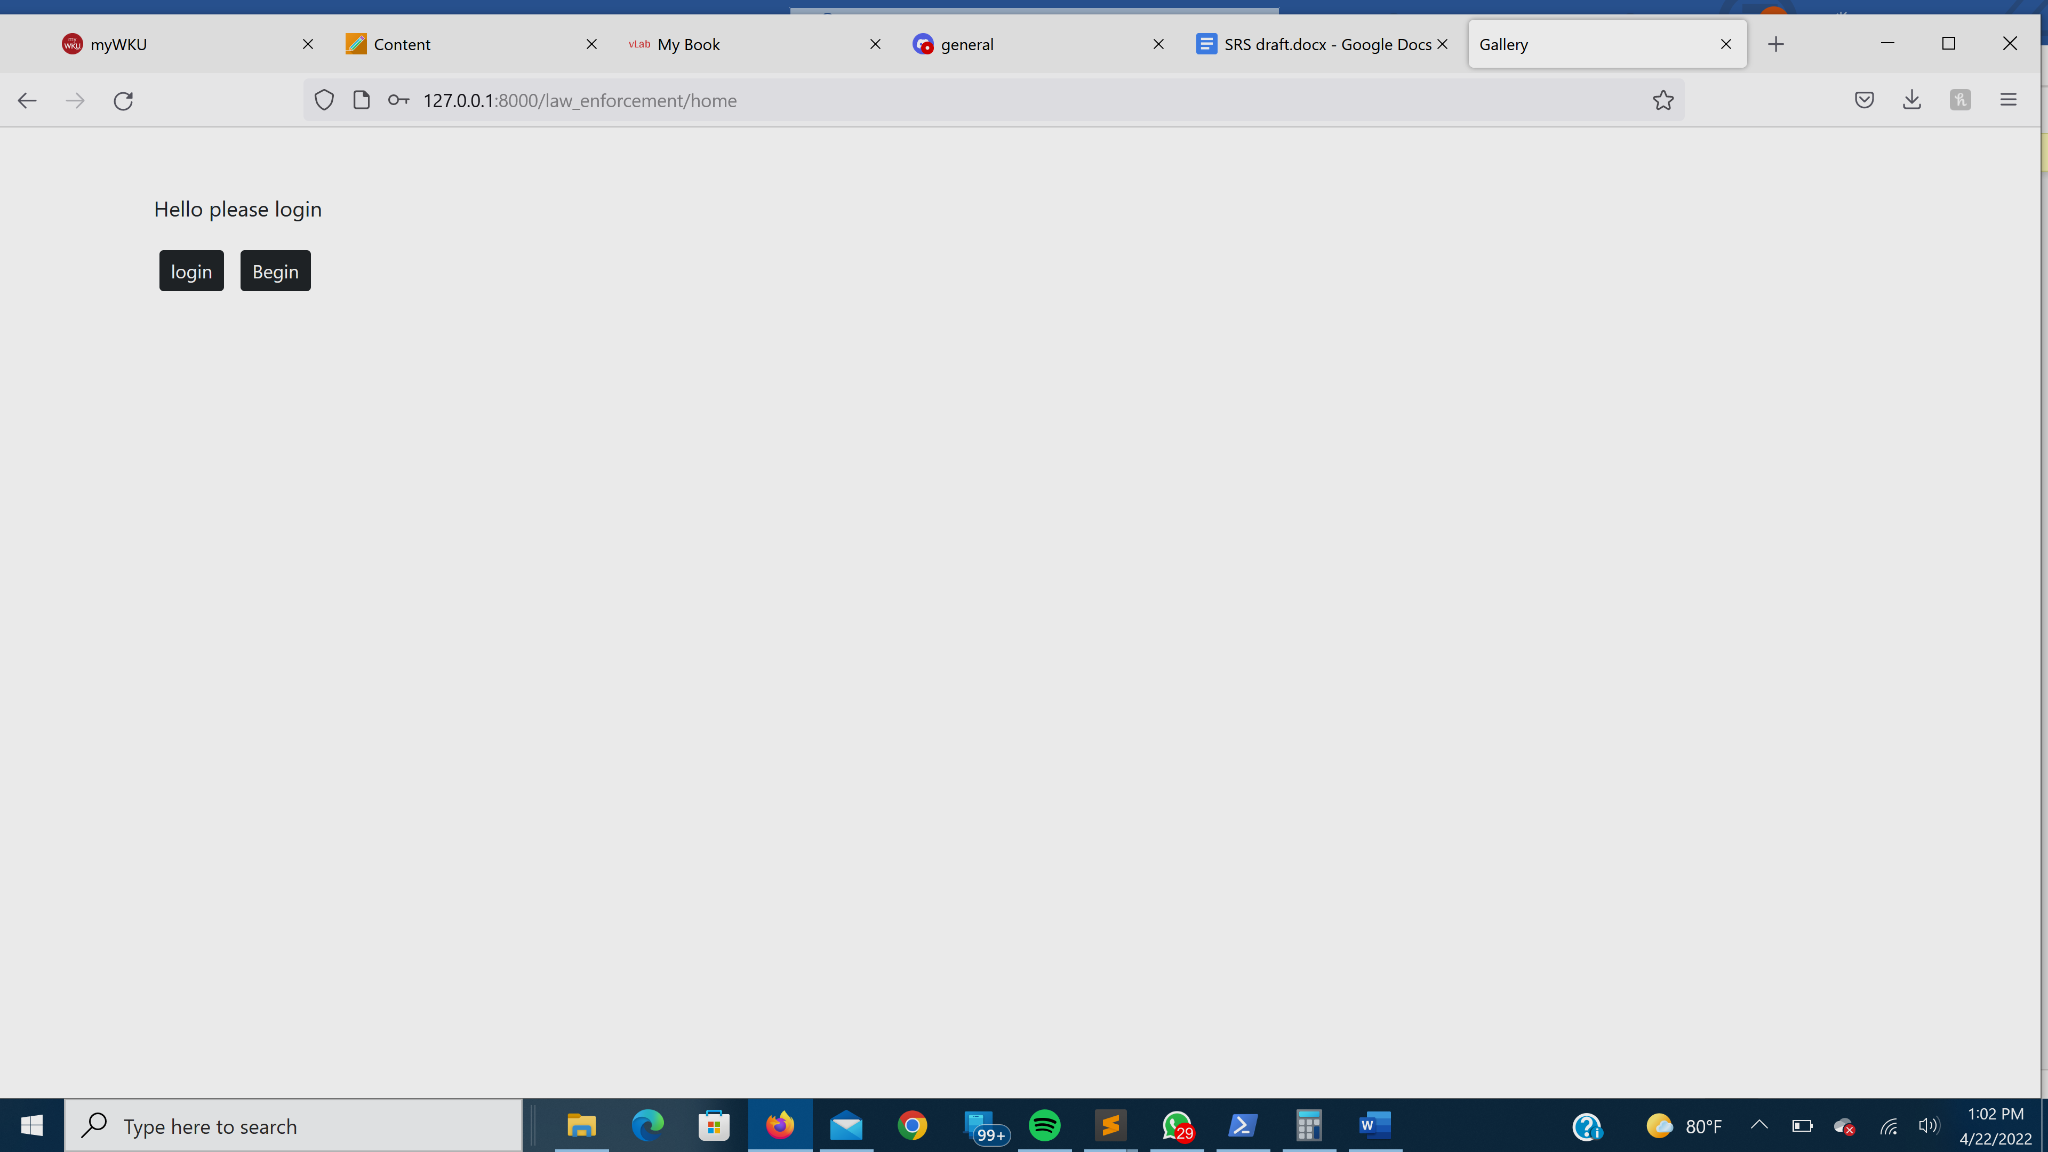 myWKU
Content
vLab My Book
general
SRS draft.docx - Google Docs
Gallery
127.0.0.1:8000/law_enforcement/home
Hello please login
login
Begin
Type here to search
99+
29
80°F
1:02 PM
4/22/2022